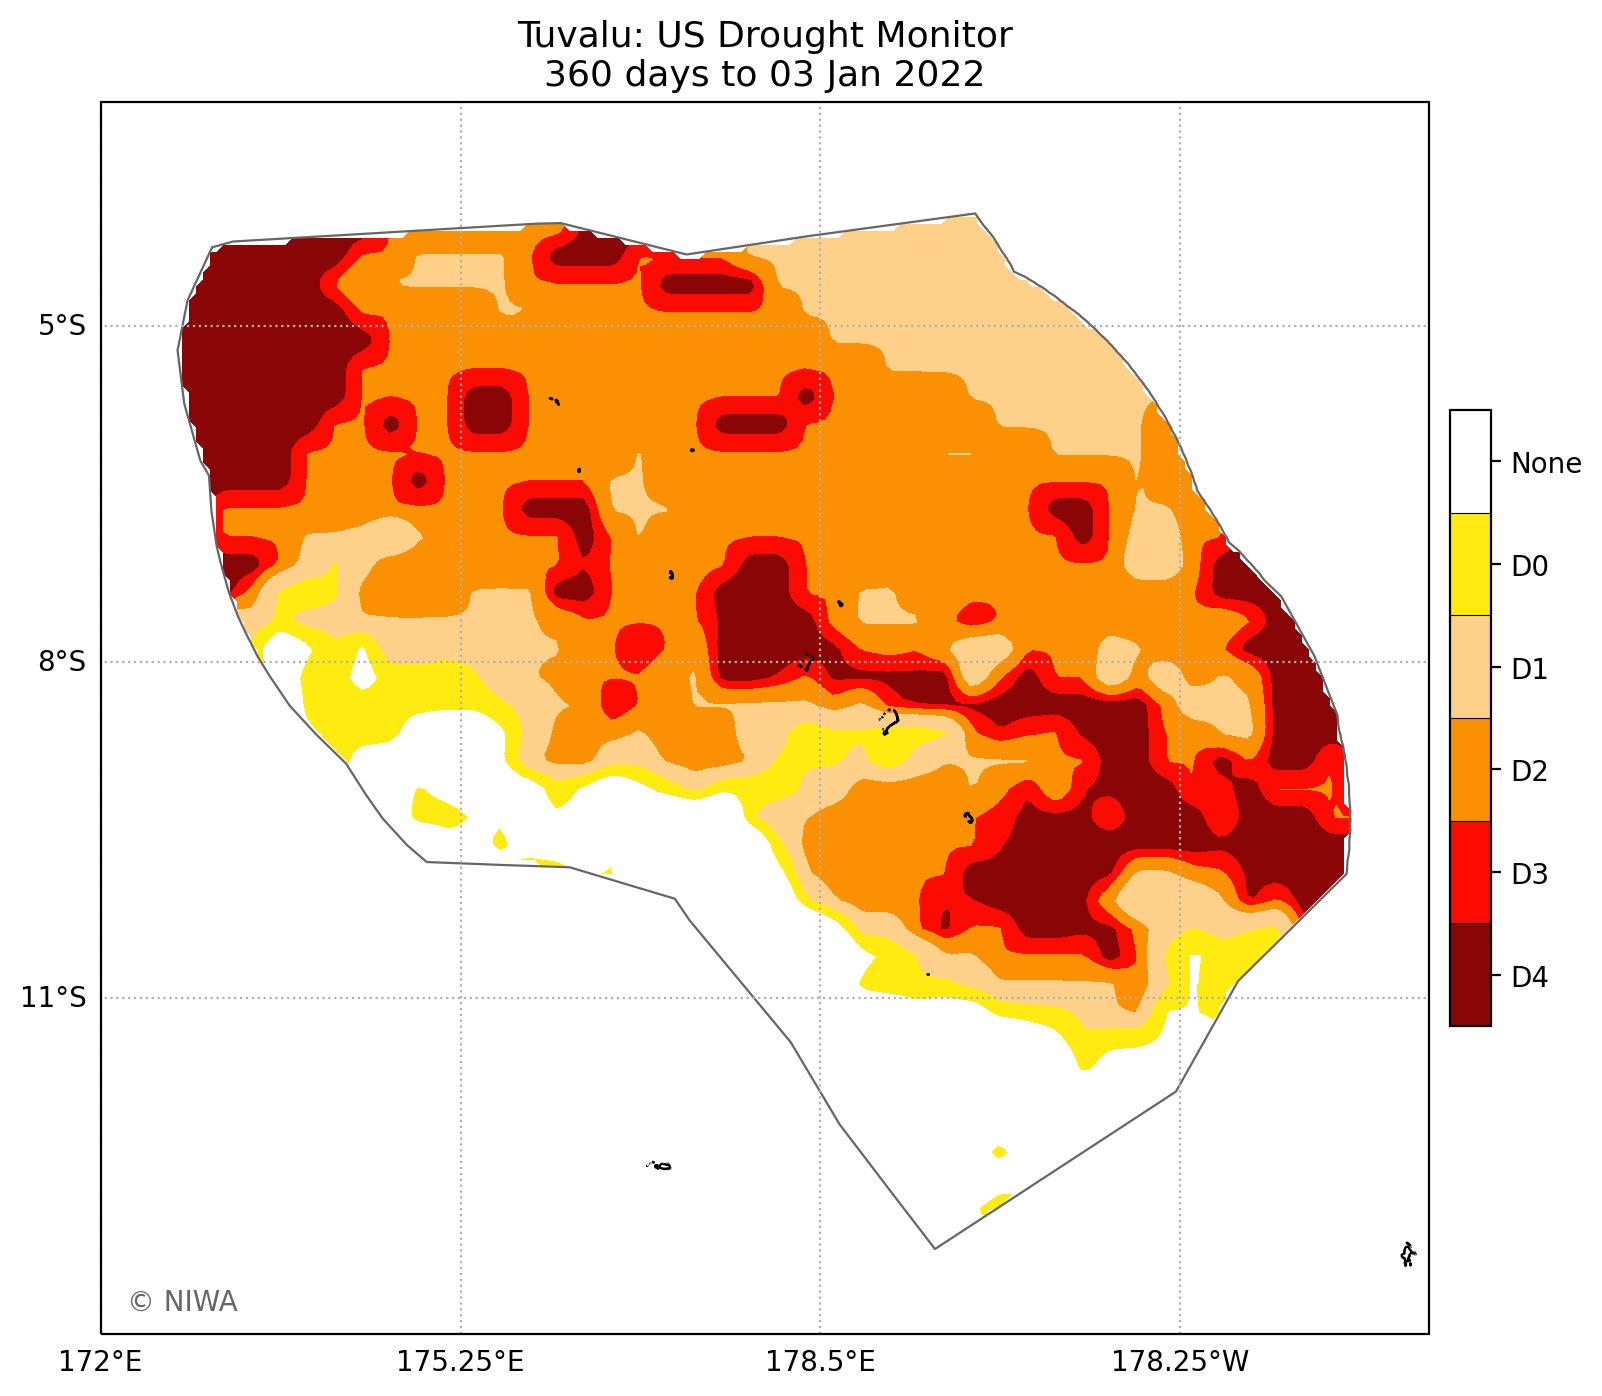 Tuvalu: US Drought Monitor
360 days to 03 Jan 2022
5°S
8°S
11°S
172°E
175.25°E
178.5°E
178.25°W
None
D0
D1
D2
D3
D4
© NIWA